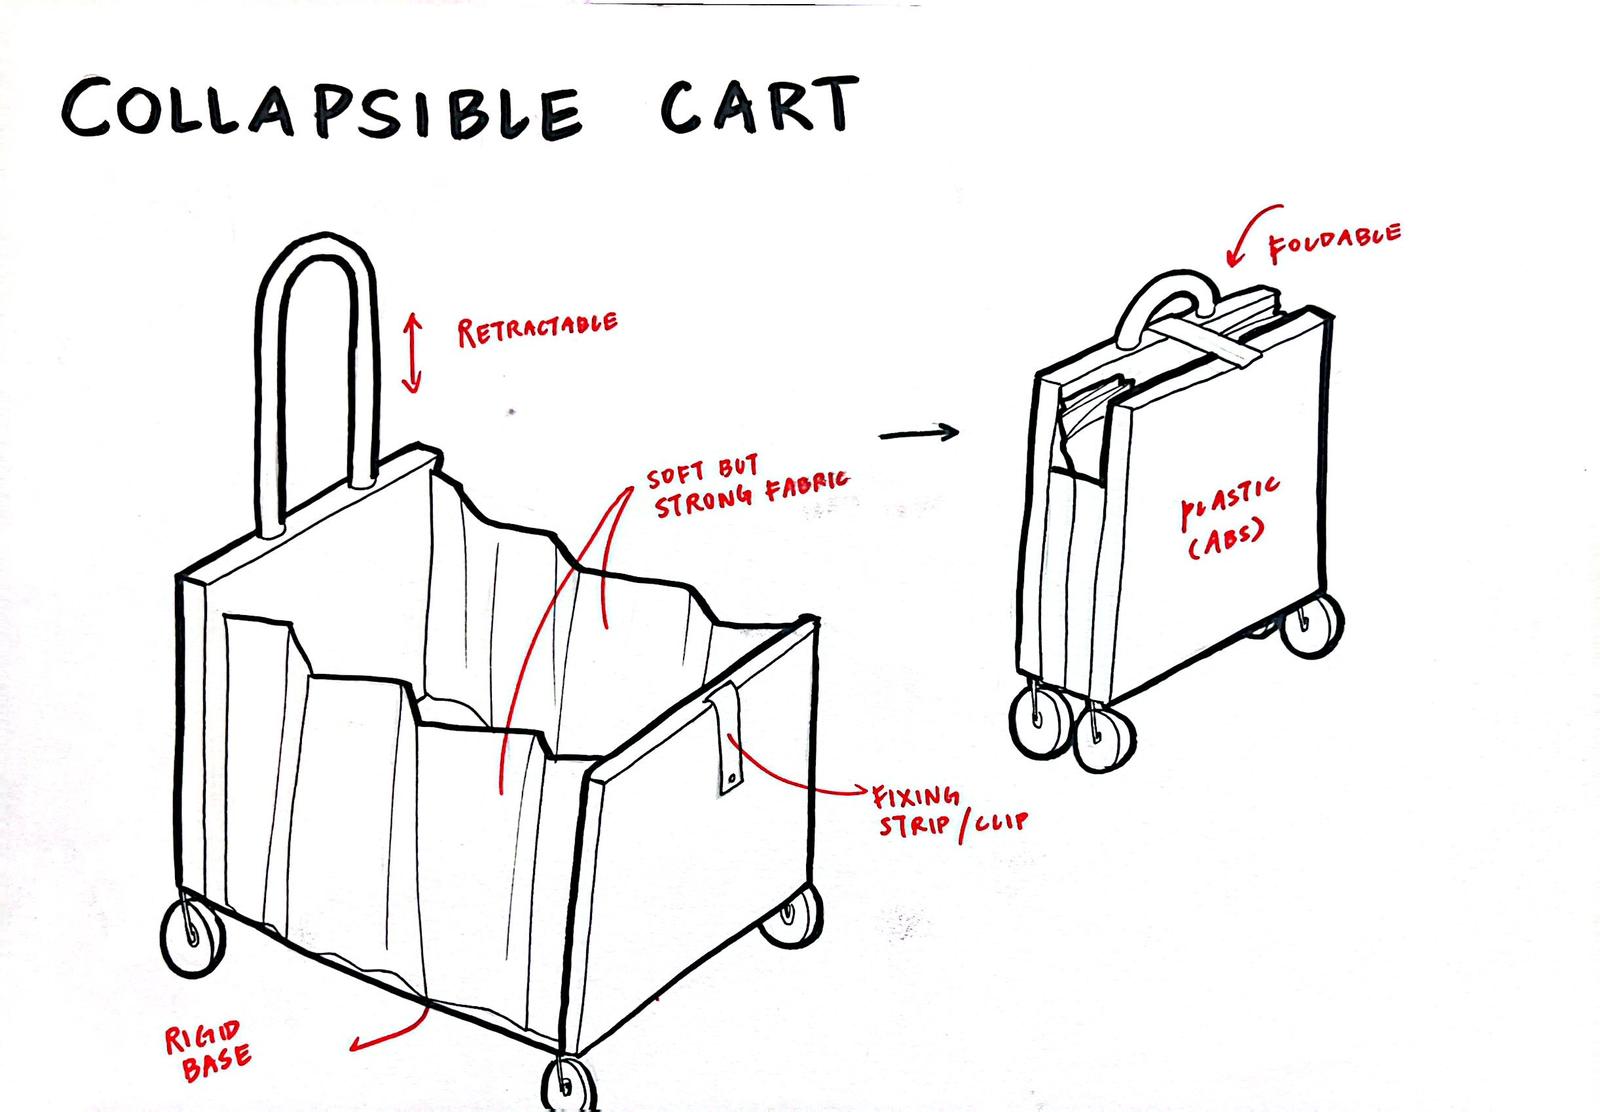 COLLAPSIBLE CART
FOLDABLE
RETRACTABLE
SOFT BUT
STRONG FABRIC
PLASTIC
(ABS)
FIXING
STRIP/CLIP
RIGID
BASE